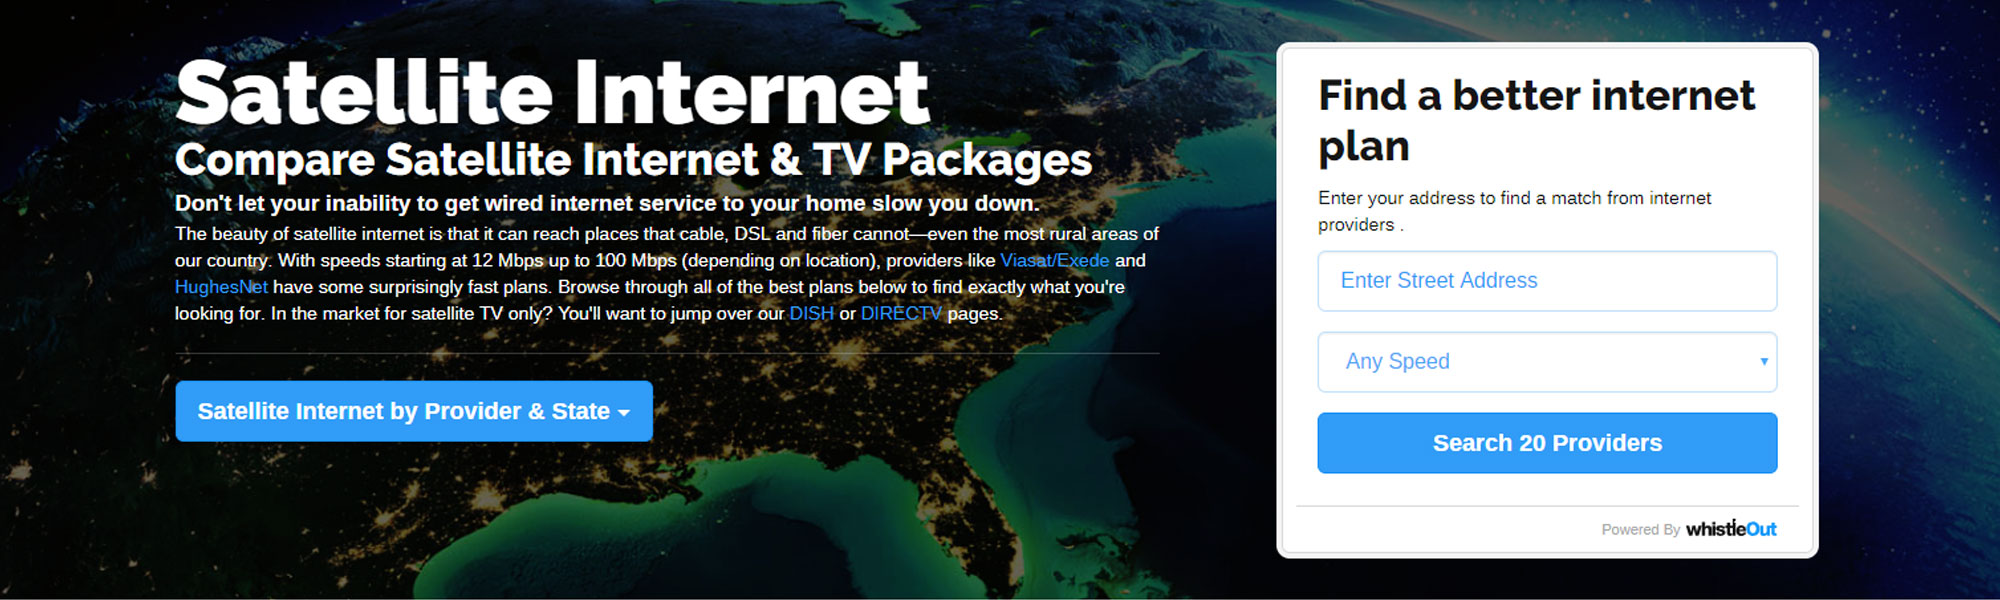 Satellite Internet
Compare Satellite Internet & TV Packages
Don't let your inability to get wired internet service to your home slow you down.
The beauty of satellite internet is that it can reach places that cable, DSL and fiber cannot—even the most rural areas of
our country. With speeds starting at 12 Mbps up to 100 Mbps (depending on location), providers like Viasat/Exede and
HughesNet have some surprisingly fast plans. Browse through all of the best plans below to find exactly what you're
looking for. In the market for satellite TV only? You'll want to jump over our DISH or DIRECTV pages.
Satellite Internet by Provider & State
Find a better internet
plan
Enter your address to find a match from internet
providers .
Enter Street Address
Any Speed
Search 20 Providers
Powered By whistleOut